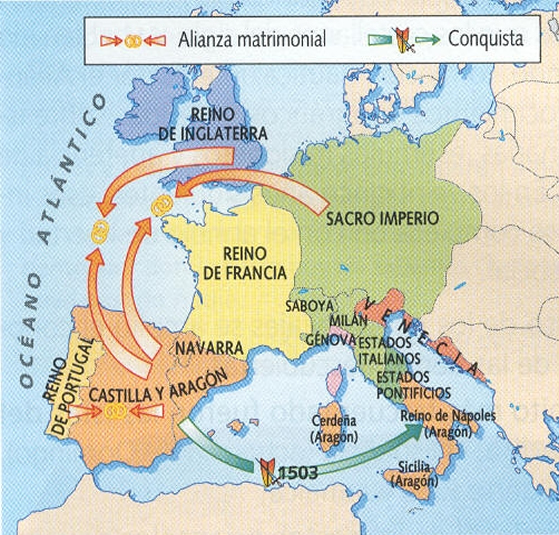 Alianza matrimonial
Conquista
OCÉANO ATLÁNTICO
REINO
DE INGLATERRA
SACRO IMPERIO
REINO
DE FRANCIA
SABOYA
MILÁN
VENECIA
GÉNOVA
ESTADOS
ITALIANOS
ESTADOS
PONTIFICIOS
NAVARRA
REINO
DE PORTUGAL
CASTILLA Y ARAGÓN
Cerdeña
(Aragón)
Reino de Nápoles
(Aragón)
Sicilia
(Aragón)
1503